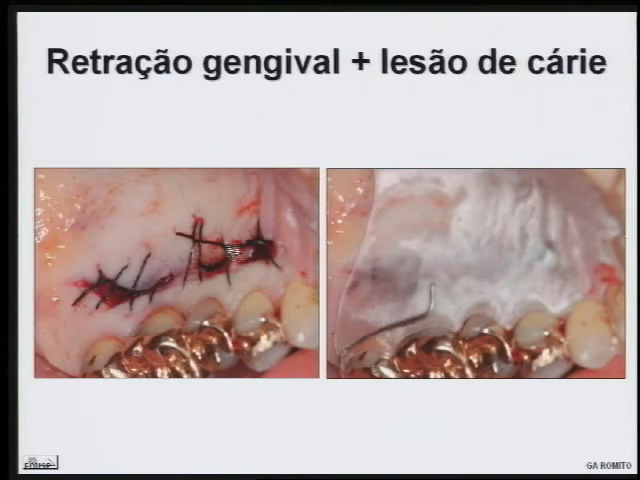 Retração gengival + lesão de cárie
GA ROMITO